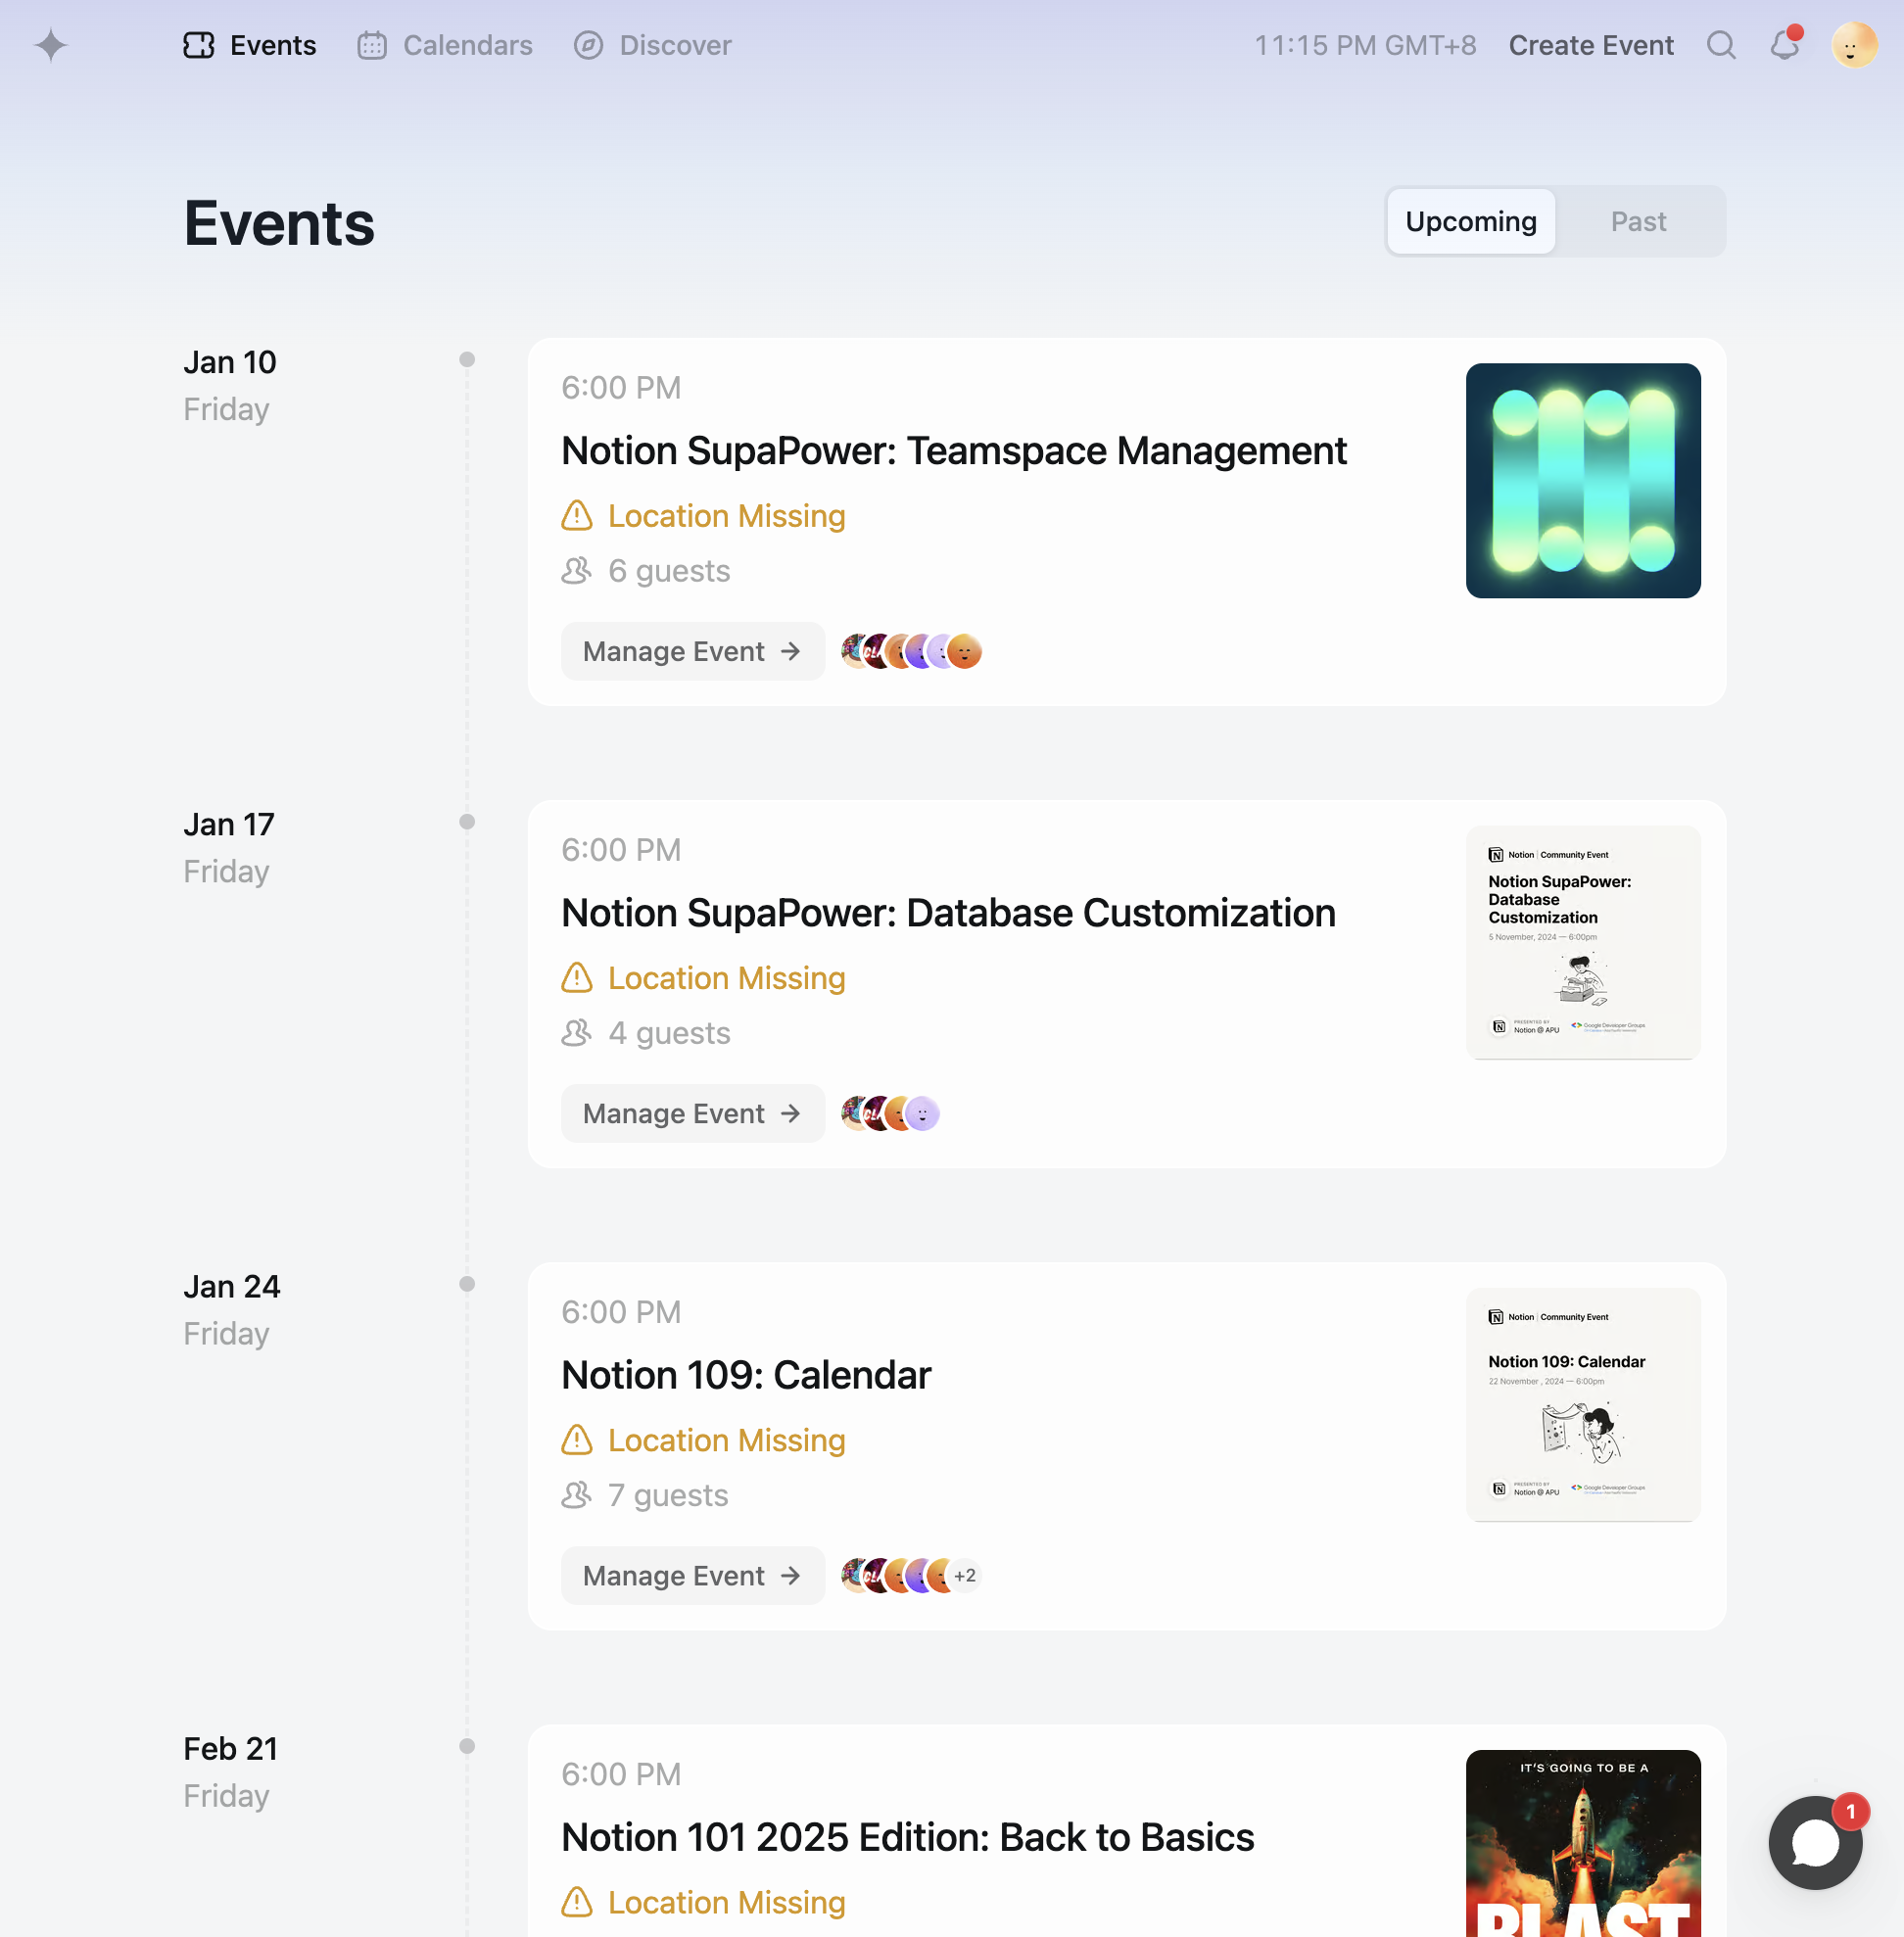 Events
Calendars
Discover
11:15 PM GMT+8
Create Event
Events
Upcoming
Past
Jan 10
Friday
6:00 PM
Notion SupaPower: Teamspace Management
Location Missing
6 guests
Manage Event →
Jan 17
Friday
6:00 PM
Notion SupaPower: Database Customization
Location Missing
4 guests
Manage Event →
Notion | Community Event
Notion SupaPower:
Database
Customization
5 November, 2024 — 6:00pm
PRESENTED BY
Notion @ APU
Google Developer Groups
Jan 24
Friday
6:00 PM
Notion 109: Calendar
Location Missing
7 guests
Manage Event →
+2
Notion | Community Event
Notion 109: Calendar
22 November , 2024 — 6:00pm
PRESENTED BY
Notion @ APU
Google Developer Groups
Feb 21
Friday
6:00 PM
Notion 101 2025 Edition: Back to Basics
Location Missing
IT'S GOING TO BE A
BLAST
1